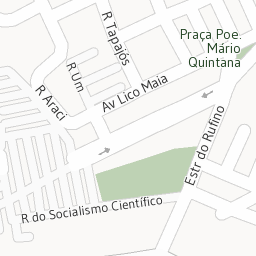 Praça Poe.
Mário
Quintana
R Tapajós
R Um
Av Lico Maia
R Araci
Estr do Rufino
R do Socialismo Científico